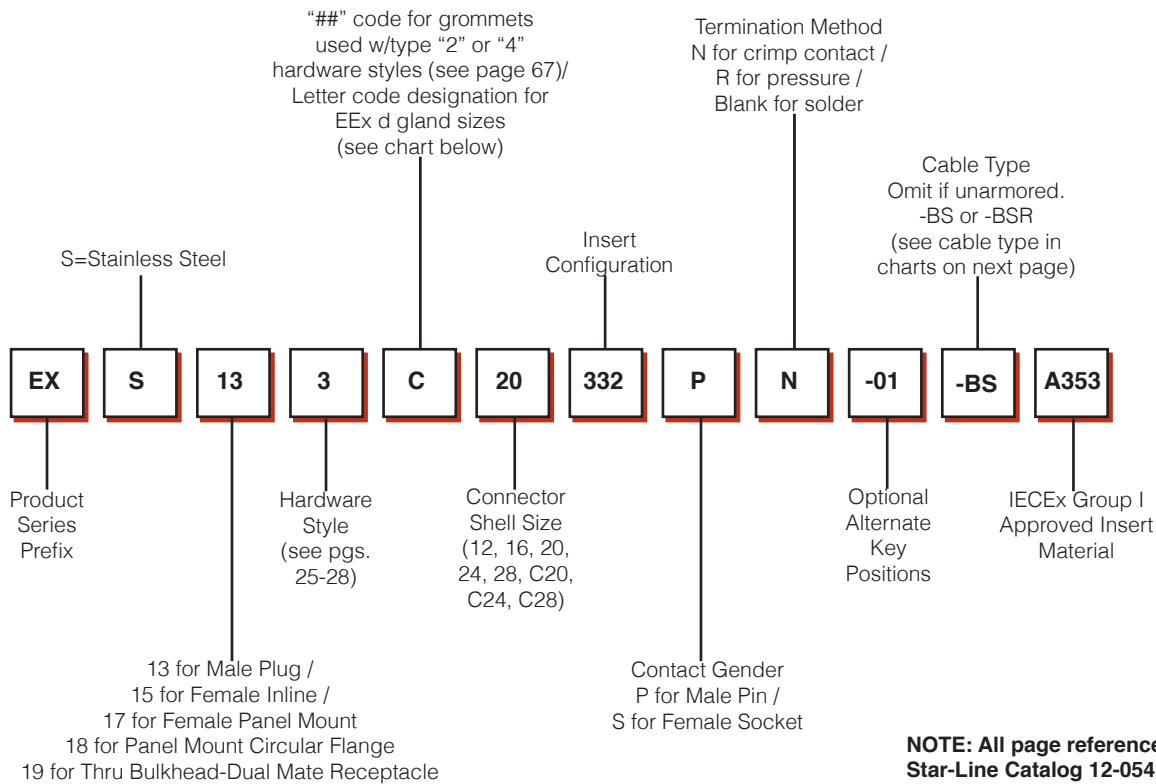 “##” code for grommets
used w/type “2” or “4”
hardware styles (see page 67)/
Letter code designation for
EEx d gland sizes
(see chart below)
Termination Method
N for crimp contact /
R for pressure /
Blank for solder
Cable Type
Omit if unarmored.
-BS or -BSR
(see cable type in
charts on next page)
S=Stainless Steel
Insert
Configuration
EX S 13 3 C 20 332 P N -01 -BS A353
Product
Series
Prefix
Hardware
Style
(see pgs.
25-28)
Connector
Shell Size
(12, 16, 20,
24, 28, C20,
C24, C28)
Optional
Alternate
Key
Positions
IECEx Group I
Approved Insert
Material
13 for Male Plug /
15 for Female Inline /
17 for Female Panel Mount
18 for Panel Mount Circular Flange
19 for Thru Bulkhead-Dual Mate Receptacle
Contact Gender
P for Male Pin /
S for Female Socket
NOTE: All page reference
Star-Line Catalog 12-054